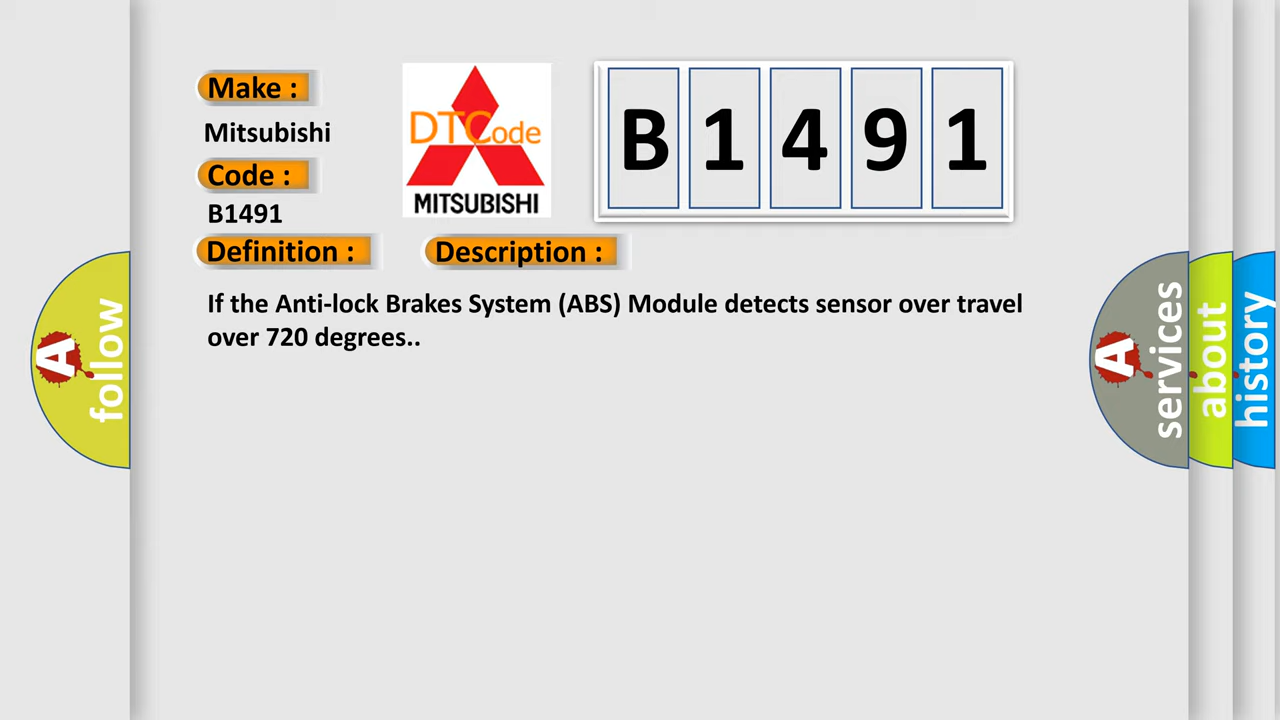 Make :
Mitsubishi
Code :
B1491
DTCode
MITSUBISHI
B 1 4 9 1
Definition :
Description :
If the Anti-lock Brakes System (ABS) Module detects sensor over travel
over 720 degrees..
A follow
A services
about
history